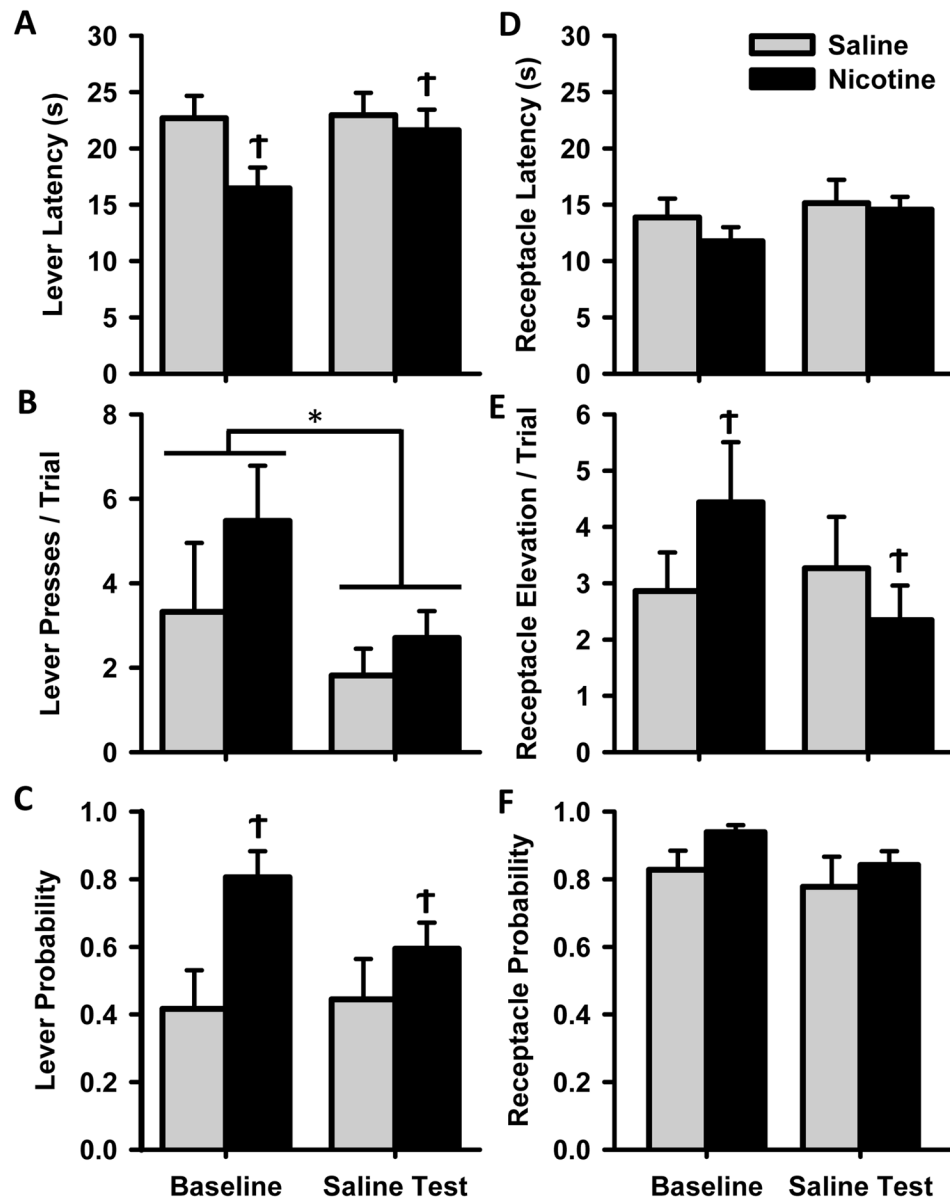 A
Lever Latency (s)
30
25
20
15
10
5
0
†
†
D
Receptacle Latency (s)
30
25
20
15
10
5
0
Saline
Nicotine
B
Lever Presses / Trial
8
6
4
2
0
*
E
Receptacle Elevation / Trial
6
5
4
3
2
1
0
†
†
C
Lever Probability
1.0
0.8
0.6
0.4
0.2
0.0
†
†
Baseline
Saline Test
F
Receptacle Probability
1.0
0.8
0.6
0.4
0.2
0.0
Baseline
Saline Test